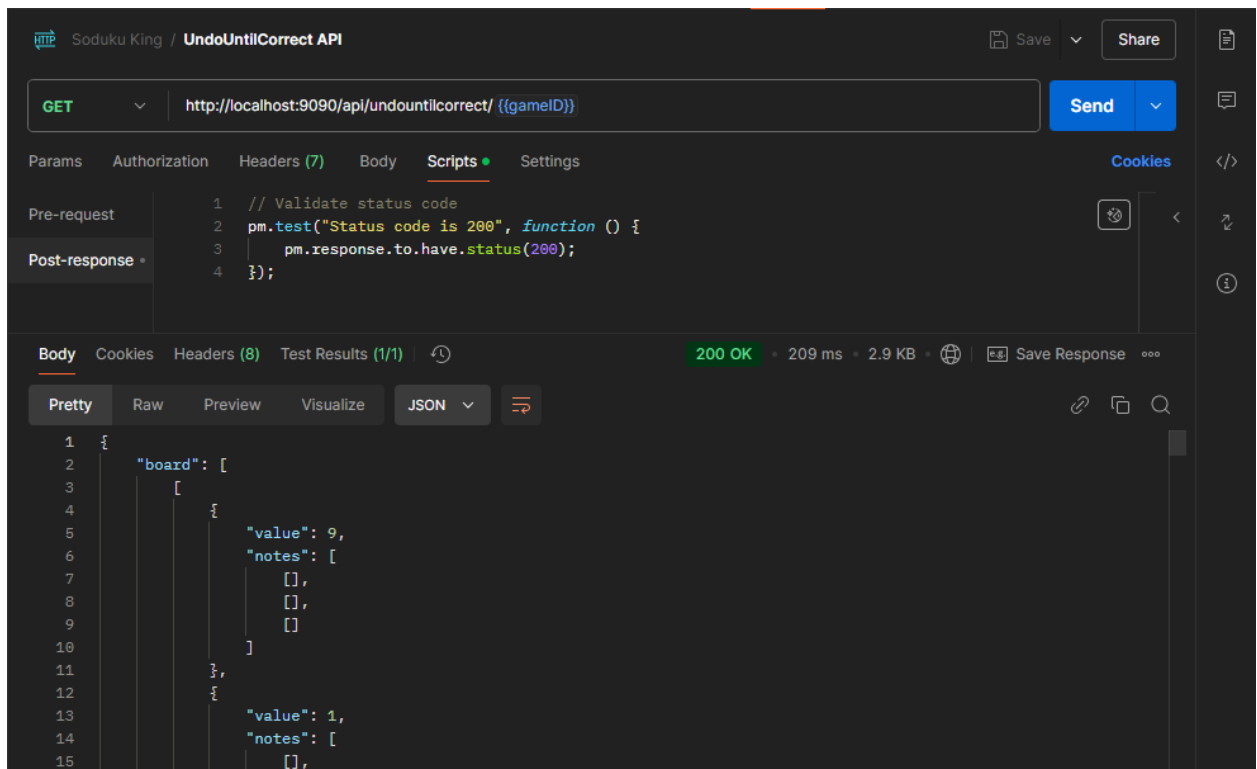 HTTP Soduku King / UndoUntilCorrect API Save Share
GET http://localhost:9090/api/undountilcorrect/ {{gameID}} Send
Params Authorization Headers (7) Body Scripts Settings Cookies
Pre-request
Post-response
1 // Validate status code
2 pm.test("Status code is 200", function () {
3 pm.response.to.have.status(200);
4 });
Body Cookies Headers (8) Test Results (1/1) 200 OK 209 ms 2.9 KB e.g. Save Response
Pretty Raw Preview Visualize JSON
1 {
2 "board": [
3 [
4 {
5 "value": 9,
6 "notes": [
7 [],
8 [],
9 []
10 ]
11 },
12 {
13 "value": 1,
14 "notes": [
15 [],